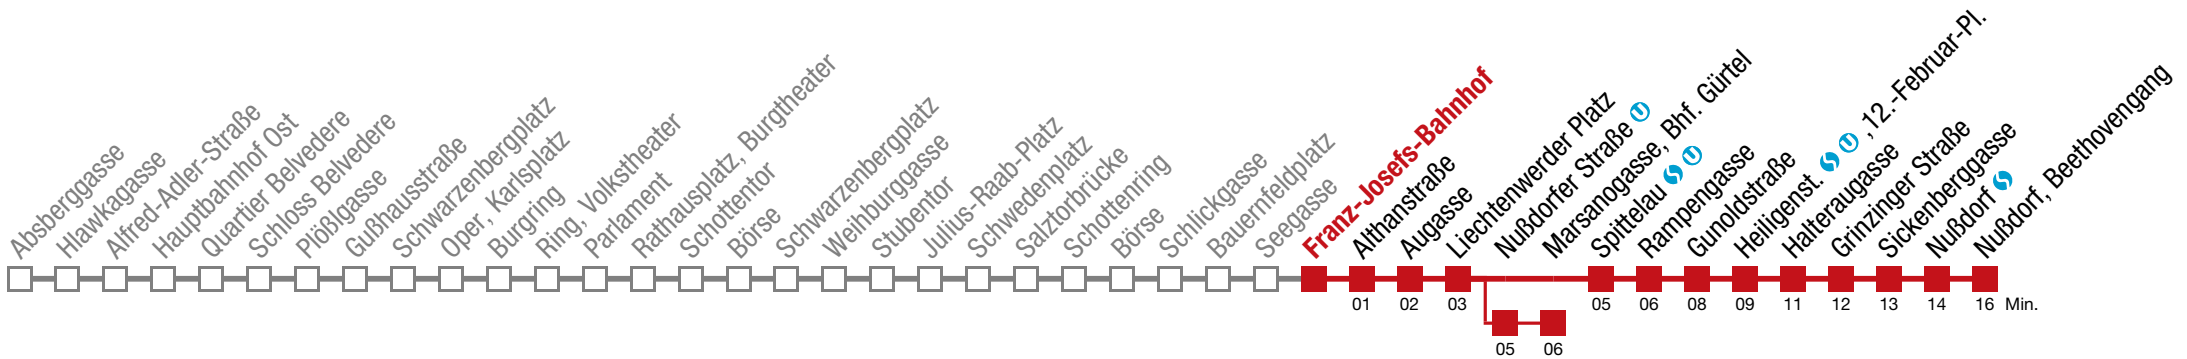 Absberggasse
Hlawkagasse
Alfred-Adler-Straße
Hauptbahnhof Ost
Quartier Belvedere
Schloss Belvedere
Plößlgasse
Gußhausstraße
Schwarzenbergplatz
Oper, Karlsplatz
Burgring
Ring, Volkstheater
Parlament
Rathausplatz, Burgtheater
Schottentor
Börse
Schwarzenbergplatz
Weihburggasse
Stubentor
Julius-Raab-Platz
Schwedenplatz
Salztorbrücke
Schottenring
Börse
Schlickgasse
Bauernfeldplatz
Seegasse
Franz-Josefs-Bahnhof
Althanstraße
Augasse
Liechtenwerder Platz
Nußdorfer Straße U
Marsanogasse, Bhf. Gürtel
Spittelau S U
Rampengasse
Gunoldstraße
Heiligenst. S U ,12.-Februar-Pl.
Halteraugasse
Grinzinger Straße
Sickenberggasse
Nußdorf S
Nußdorf, Beethovengang
01 02 03 05 06 08 09 11 12 13 14 16 Min.
05 06